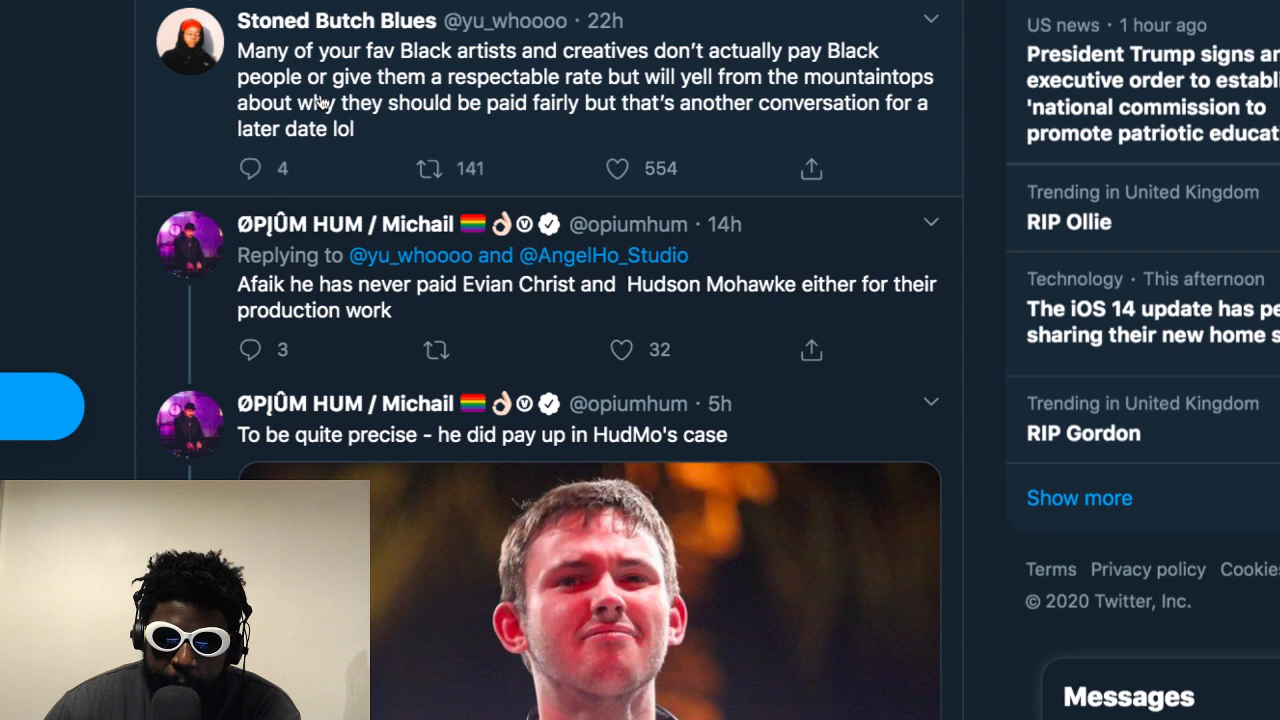 Stoned Butch Blues @yu_whoooo · 22h
Many of your fav Black artists and creatives don't actually pay Black
people or give them a respectable rate but will yell from the mountaintops
about why they should be paid fairly but that's another conversation for a
later date lol
4 141 554
ØPĮÛM HUM / Michail 🏳️‍🌈 👌🏻 Ⓥ @opiumhum · 14h
Replying to @yu_whoooo and @AngelHo_Studio
Afaik he has never paid Evian Christ and Hudson Mohawke either for their
production work
3 32
ØPĮÛM HUM / Michail 🏳️‍🌈 👌🏻 Ⓥ @opiumhum · 5h
To be quite precise - he did pay up in HudMo's case
US news · 1 hour ago
President Trump signs an
executive order to establi
'national commission to
promote patriotic educat
Trending in United Kingdom
RIP Ollie
Technology · This afternoon
The iOS 14 update has pe
sharing their new home s
Trending in United Kingdom
RIP Gordon
Show more
Terms Privacy policy Cookies
© 2020 Twitter, Inc.
Messages